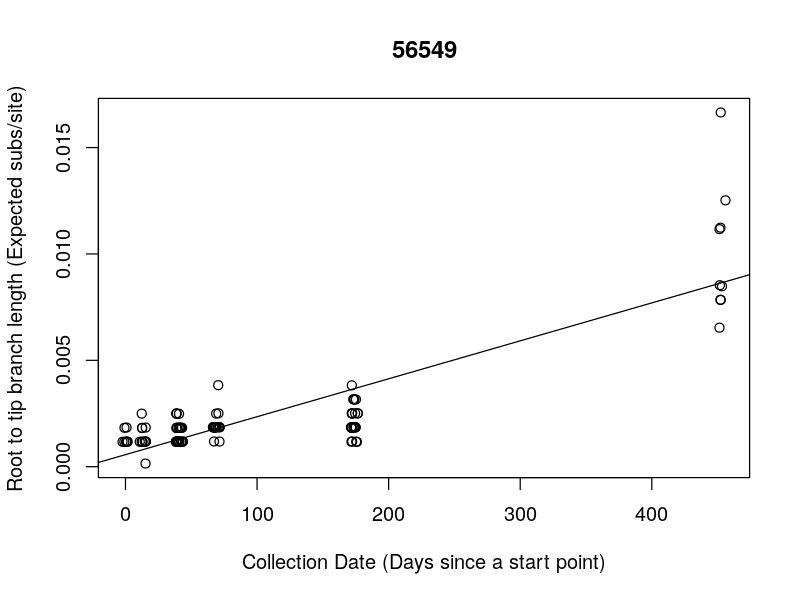 56549
Root to tip branch length (Expected subs/site)
0.015
0.010
0.005
0.000
0 100 200 300 400
Collection Date (Days since a start point)